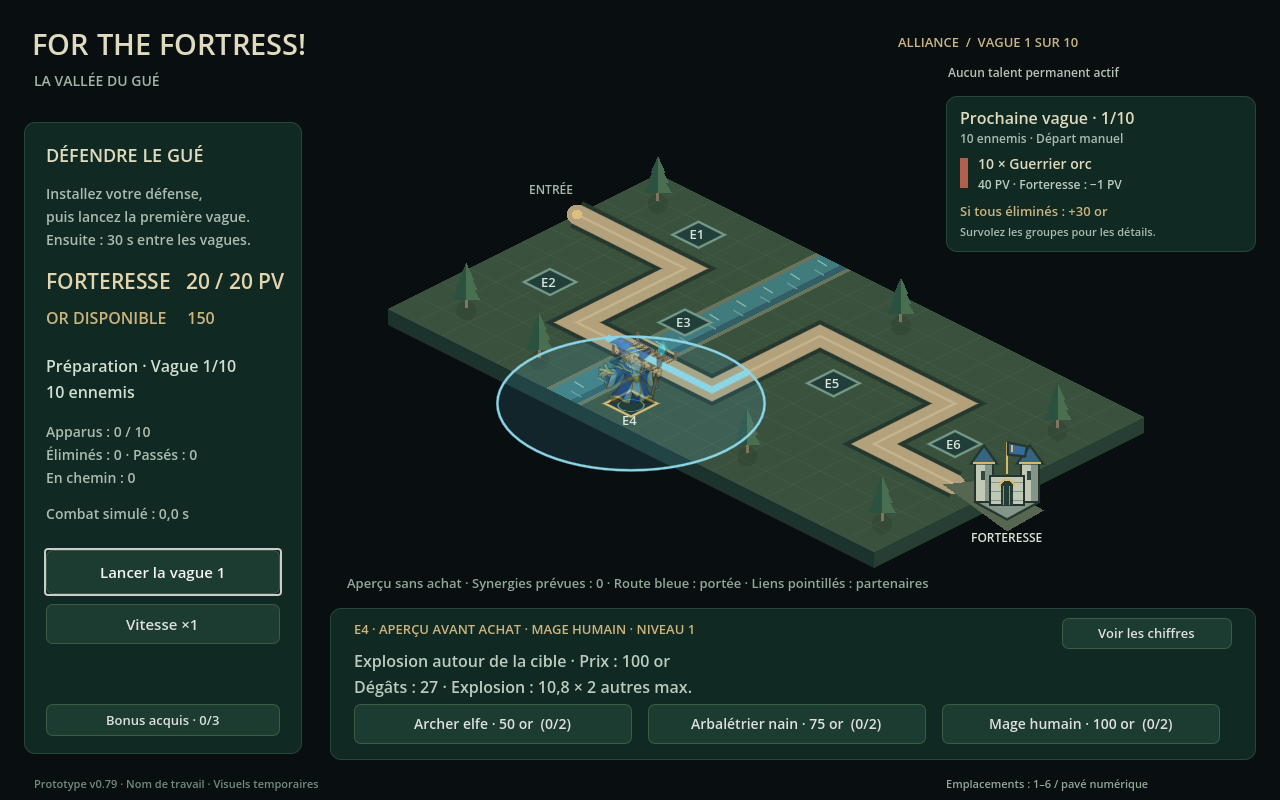 FOR THE FORTRESS!
LA VALLÉE DU GUÉ
ALLIANCE / VAGUE 1 SUR 10
Aucun talent permanent actif
Prochaine vague · 1/10
10 ennemis · Départ manuel
10 × Guerrier orc
40 PV · Forteresse : −1 PV
Si tous éliminés : +30 or
Survolez les groupes pour les détails.
DÉFENDRE LE GUÉ
Installez votre défense,
puis lancez la première vague.
Ensuite : 30 s entre les vagues.
FORTERESSE 20 / 20 PV
OR DISPONIBLE 150
Préparation · Vague 1/10
10 ennemis
Apparus : 0 / 10
Éliminés : 0 · Passés : 0
En chemin : 0
Combat simulé : 0,0 s
Lancer la vague 1
Vitesse ×1
Bonus acquis · 0/3
ENTRÉE
E1
E2
E3
E4
E5
E6
FORTERESSE
Aperçu sans achat · Synergies prévues : 0 · Route bleue : portée · Liens pointillés : partenaires
E4 · APERÇU AVANT ACHAT · MAGE HUMAIN · NIVEAU 1
Voir les chiffres
Explosion autour de la cible · Prix : 100 or
Dégâts : 27 · Explosion : 10,8 × 2 autres max.
Archer elfe · 50 or (0/2)
Arbalétrier nain · 75 or (0/2)
Mage humain · 100 or (0/2)
Prototype v0.79 · Nom de travail · Visuels temporaires
Emplacements : 1–6 / pavé numérique